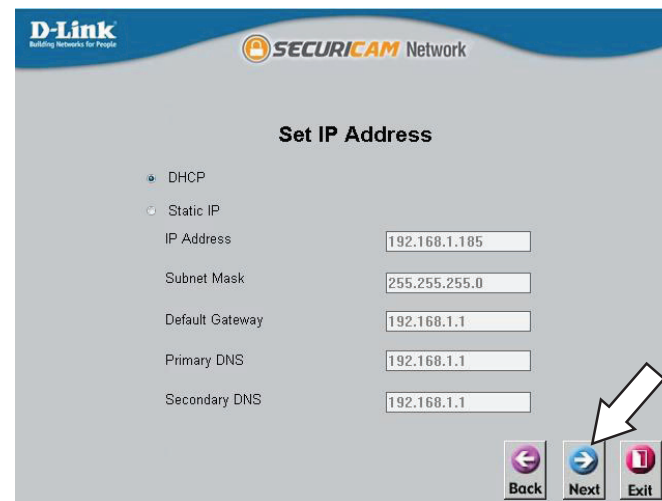 D-Link
Building Networks for People
SECURICAM Network
Set IP Address
DHCP
Static IP
IP Address 192.168.1.185
Subnet Mask 255.255.255.0
Default Gateway 192.168.1.1
Primary DNS 192.168.1.1
Secondary DNS 192.168.1.1
Back Next Exit